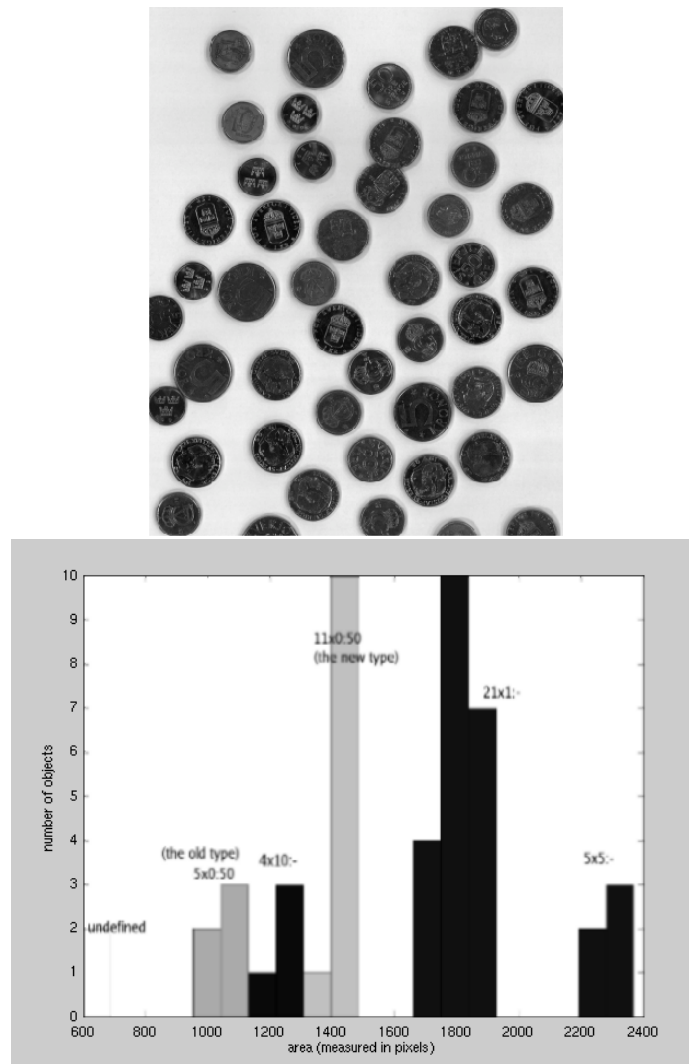 10
9
8
7
6
5
4
3
2
1
0
number of objects
11x0:50
(the new type)
21x1:-
(the old type)
5x0:50
4x10:-
5x5:-
undefined
600 800 1000 1200 1400 1600 1800 2000 2200 2400
area (measured in pixels)